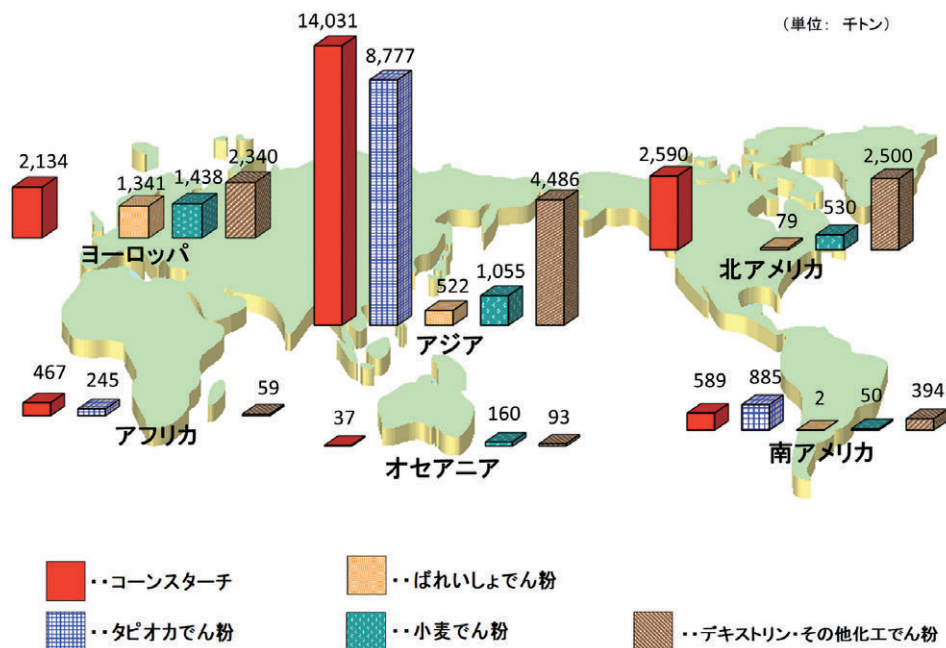 (単位: 千トン)
14,031
8,777
2,134
1,341
1,438
2,340
ヨーロッパ
522
1,055
4,486
アジア
2,590
79
530
2,500
北アメリカ
467
245
59
アフリカ
37
160
93
オセアニア
589
885
2
50
394
南アメリカ
・・コーンスターチ
・・ばれいしょでん粉
・・タピオカでん粉
・・小麦でん粉
・・デキストリン・その他化工でん粉